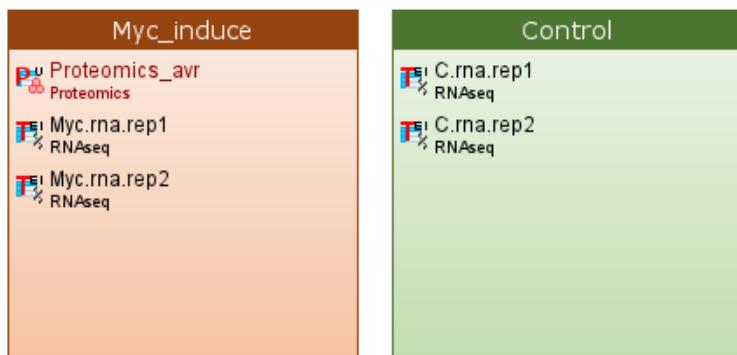 Myc_induce
Proteomics_avr
Proteomics
Myc.rna.rep1
RNAseq
Myc.rna.rep2
RNAseq
Control
C.rna.rep1
RNAseq
C.rna.rep2
RNAseq